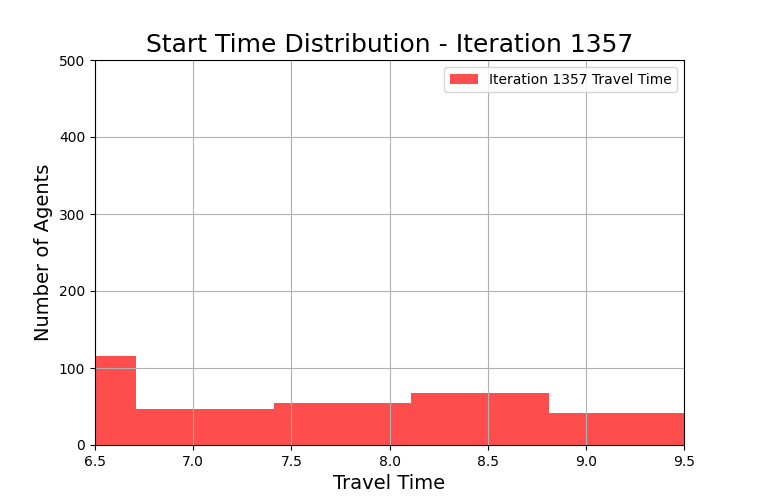 Start Time Distribution - Iteration 1357
Iteration 1357 Travel Time
Number of Agents
500
400
300
200
100
0
6.5 7.0 7.5 8.0 8.5 9.0 9.5
Travel Time